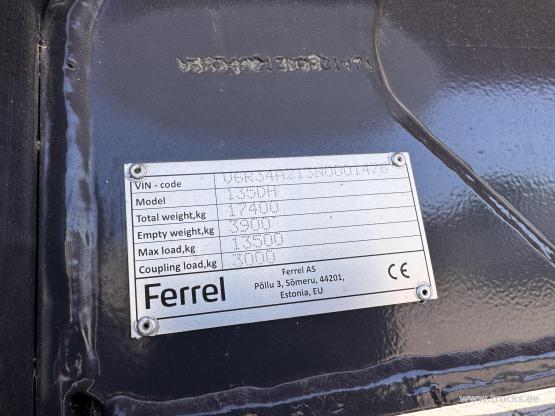 VIN - code V6R34A213N0001476
Model 135DH
Total weight,kg 17400
Empty weight,kg 3900
Max load,kg 13500
Coupling load,kg 3000
Ferrel
Ferrel AS
Põllu 3, Sõmeru, 44201,
Estonia, EU
CE
www.trucks.ee